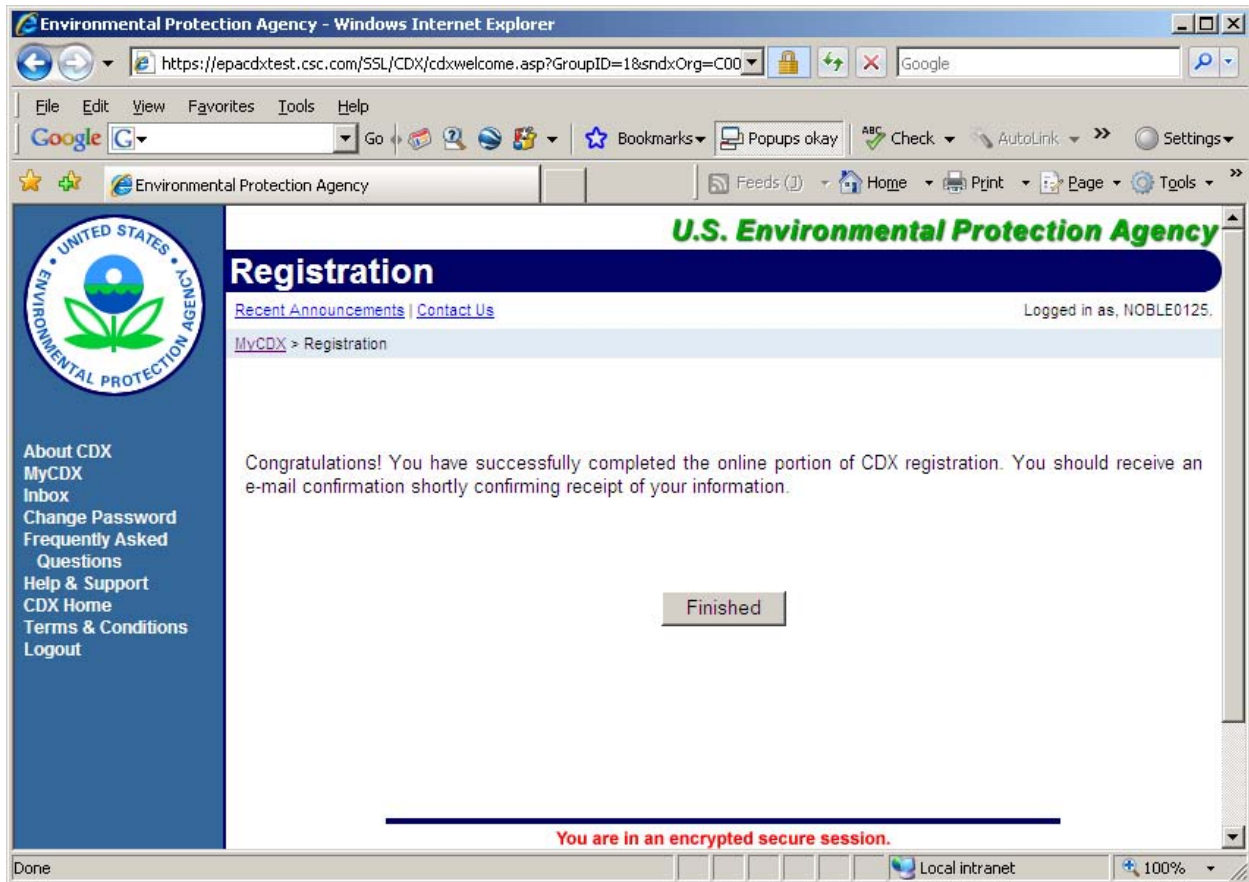 Environmental Protection Agency - Windows Internet Explorer
https://epacdxtest.csc.com/SSL/CDX/cdxwelcome.asp?GroupID=1&sndxOrg=C00
Google
File Edit View Favorites Tools Help
Google G Go Bookmarks Popups okay ABC Check AutoLink » Settings
Environmental Protection Agency
Feeds (J) Home Print Page Tools »
UNITED STATES
ENVIRONMENTAL PROTECTION AGENCY
U.S. Environmental Protection Agency
Registration
Recent Announcements | Contact Us
Logged in as, NOBLE0125.
MyCDX > Registration
About CDX
MyCDX
Inbox
Change Password
Frequently Asked
Questions
Help & Support
CDX Home
Terms & Conditions
Logout
Congratulations! You have successfully completed the online portion of CDX registration. You should receive an
e-mail confirmation shortly confirming receipt of your information.
Finished
You are in an encrypted secure session.
Done
Local intranet
100%